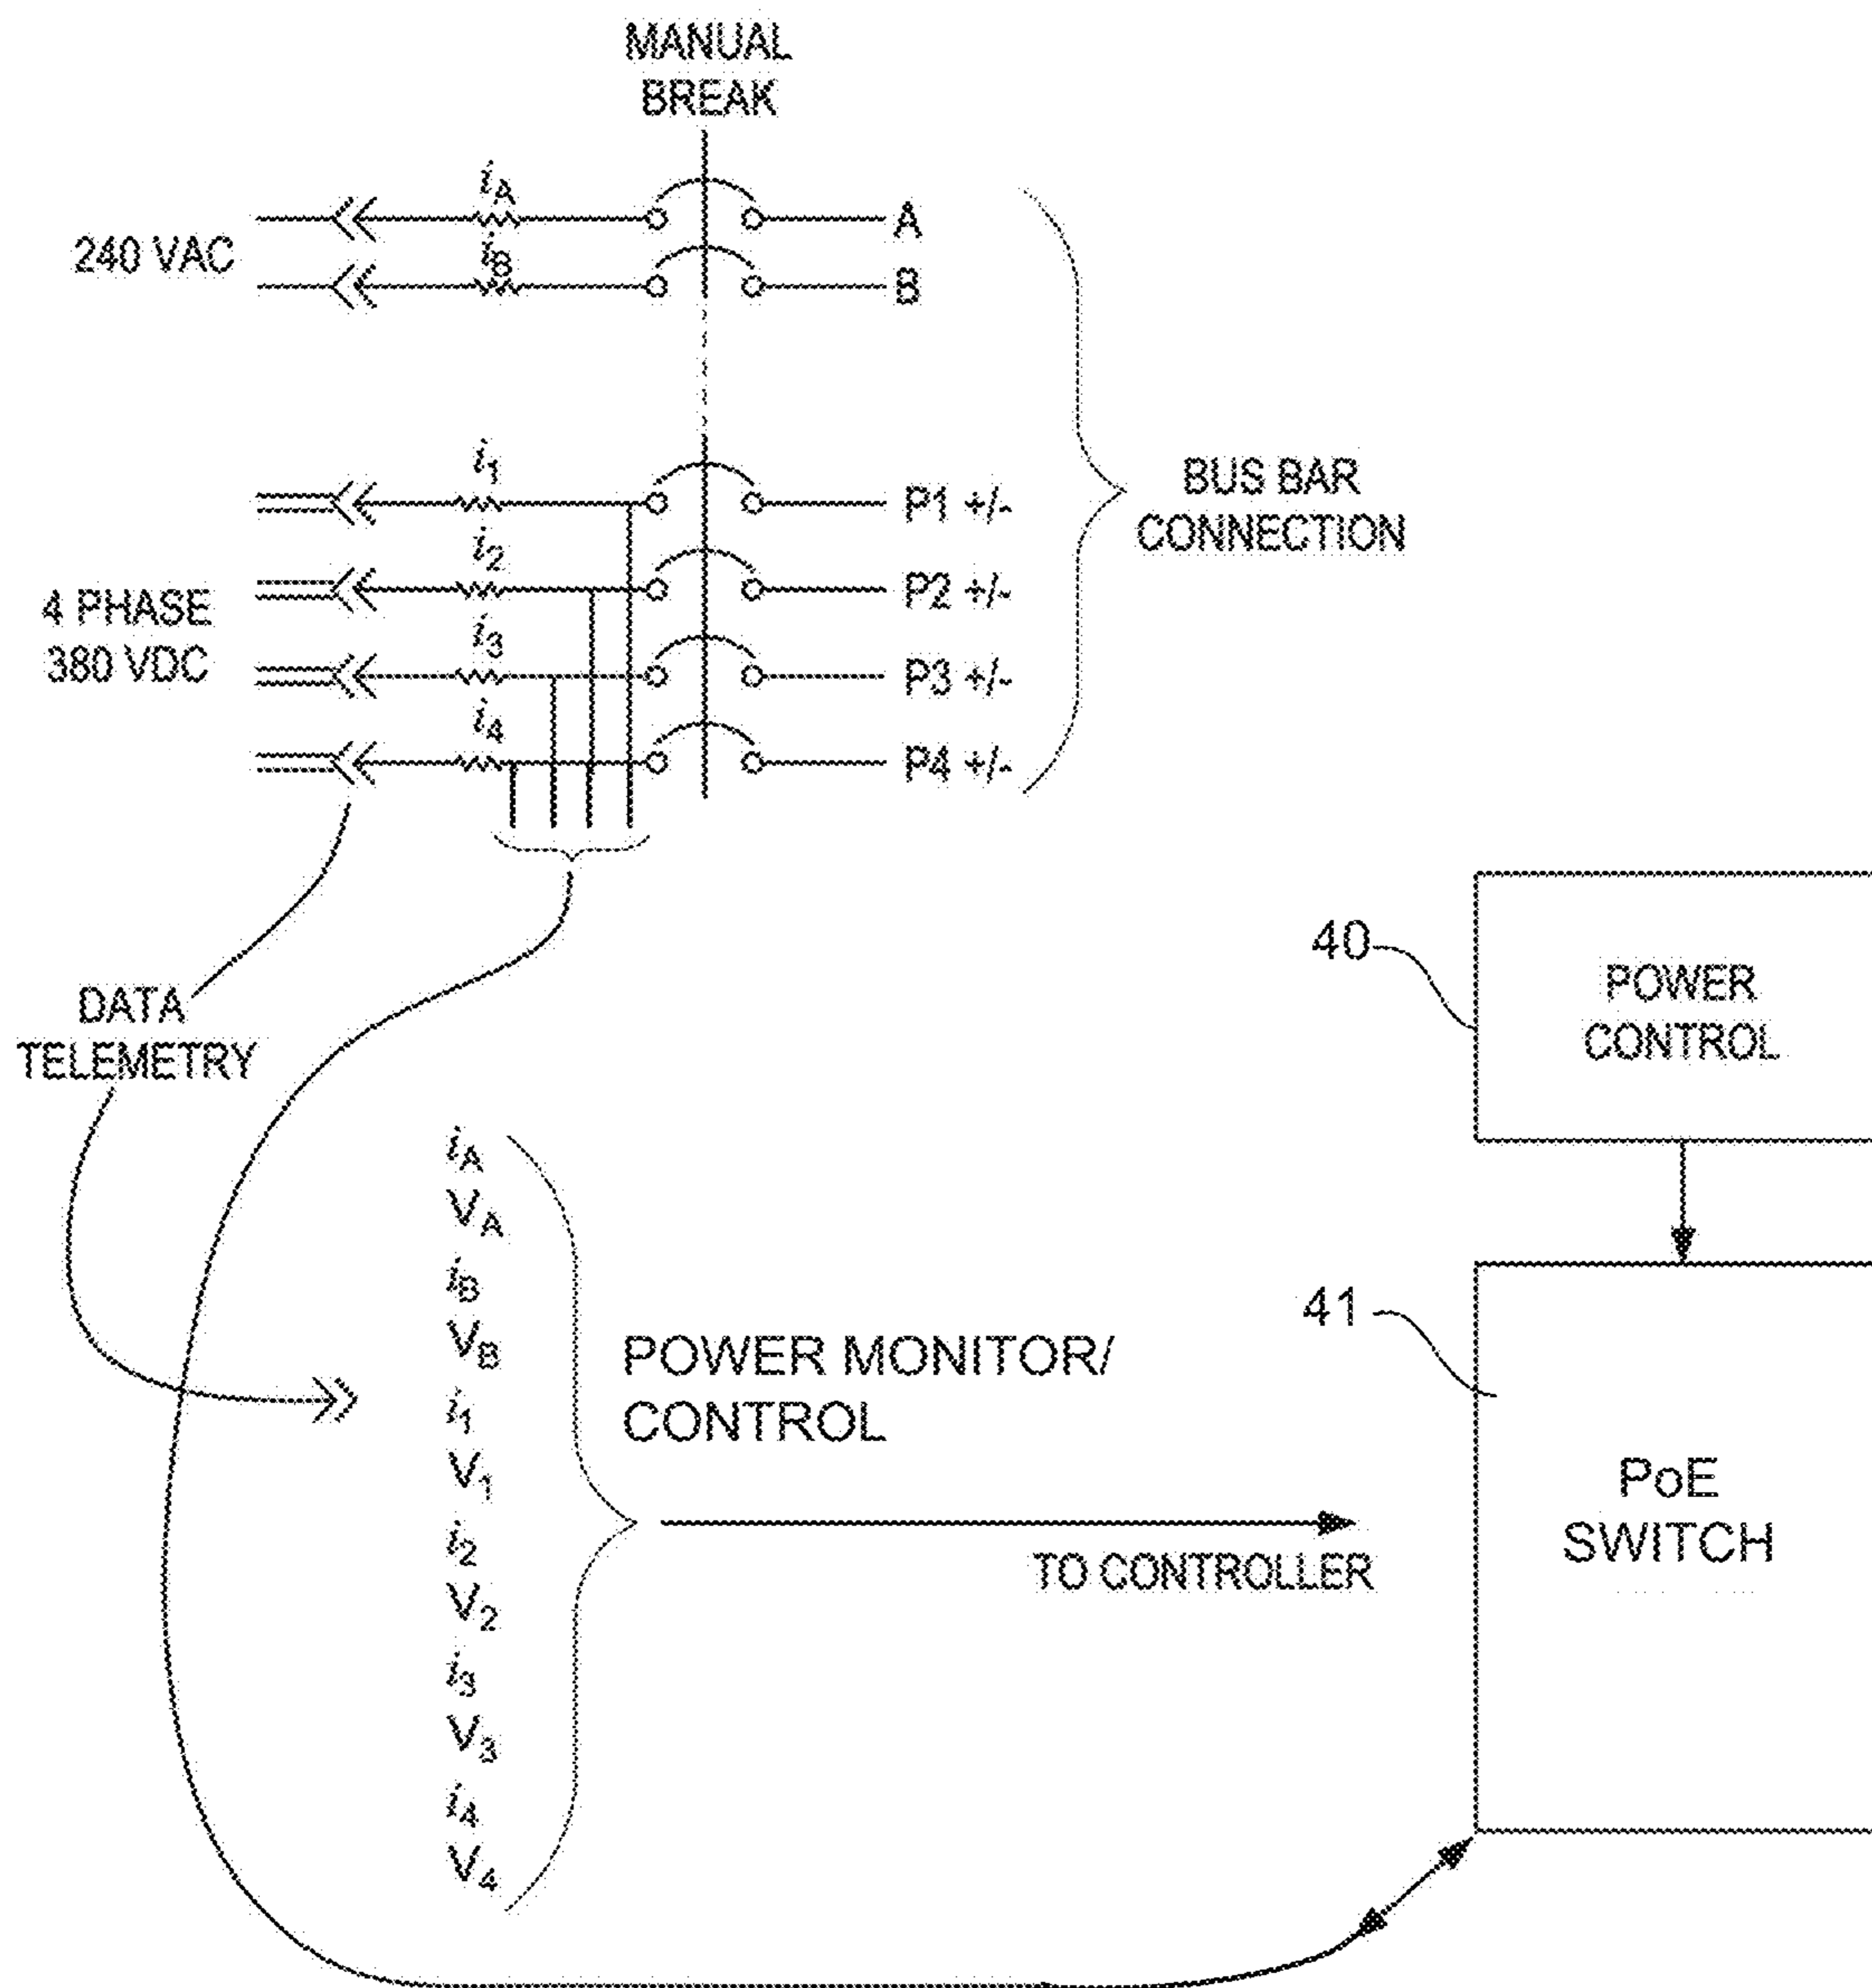 MANUAL
BREAK
240 VAC
iA
iB
A
B
4 PHASE
380 VDC
i1
i2
i3
i4
P1 +/-
P2 +/-
P3 +/-
P4 +/-
BUS BAR
CONNECTION
DATA
TELEMETRY
40
POWER
CONTROL
iA
VA
iB
VB
i1
V1
i2
V2
i3
V3
i4
V4
POWER MONITOR/
CONTROL
TO CONTROLLER
41
PoE
SWITCH